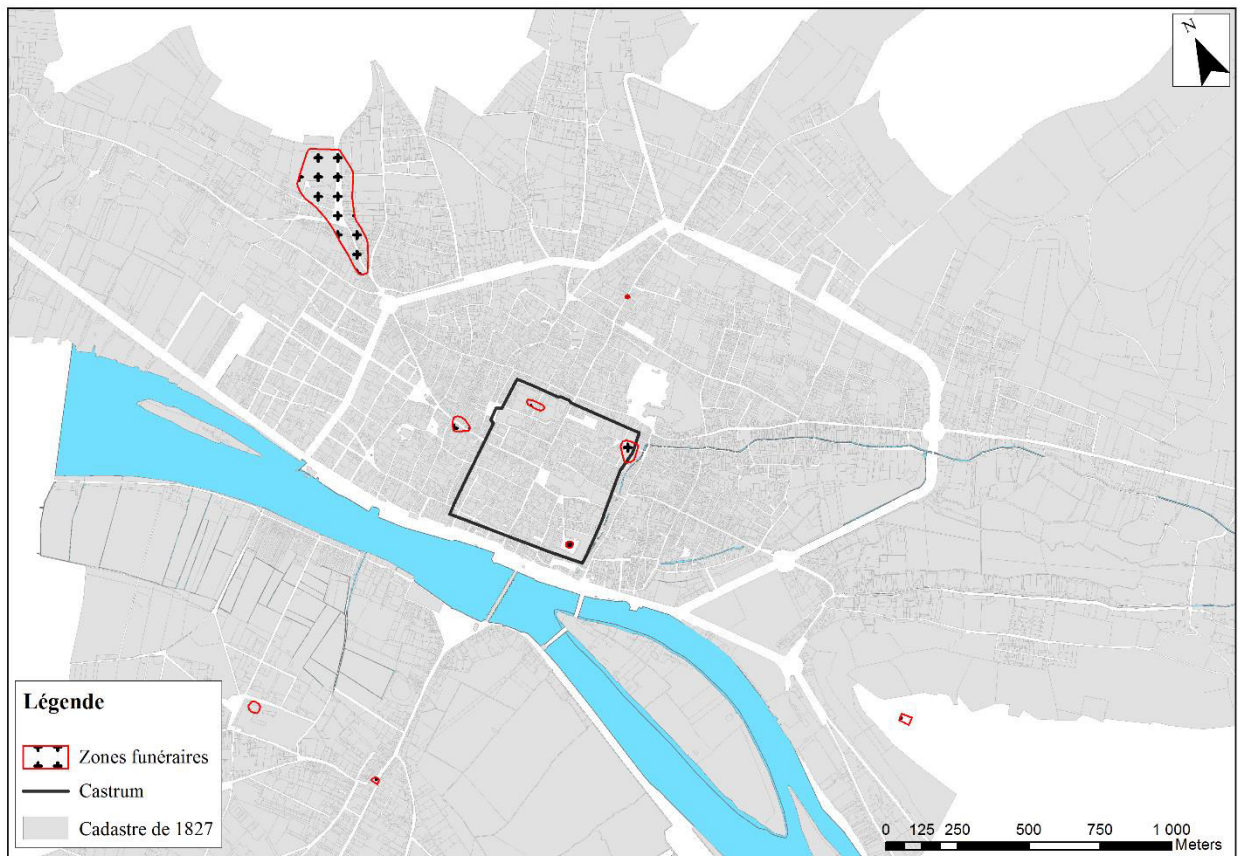 N
Légende
Zones funéraires
Castrum
Cadastre de 1827
0 125 250 500 750 1 000
Meters